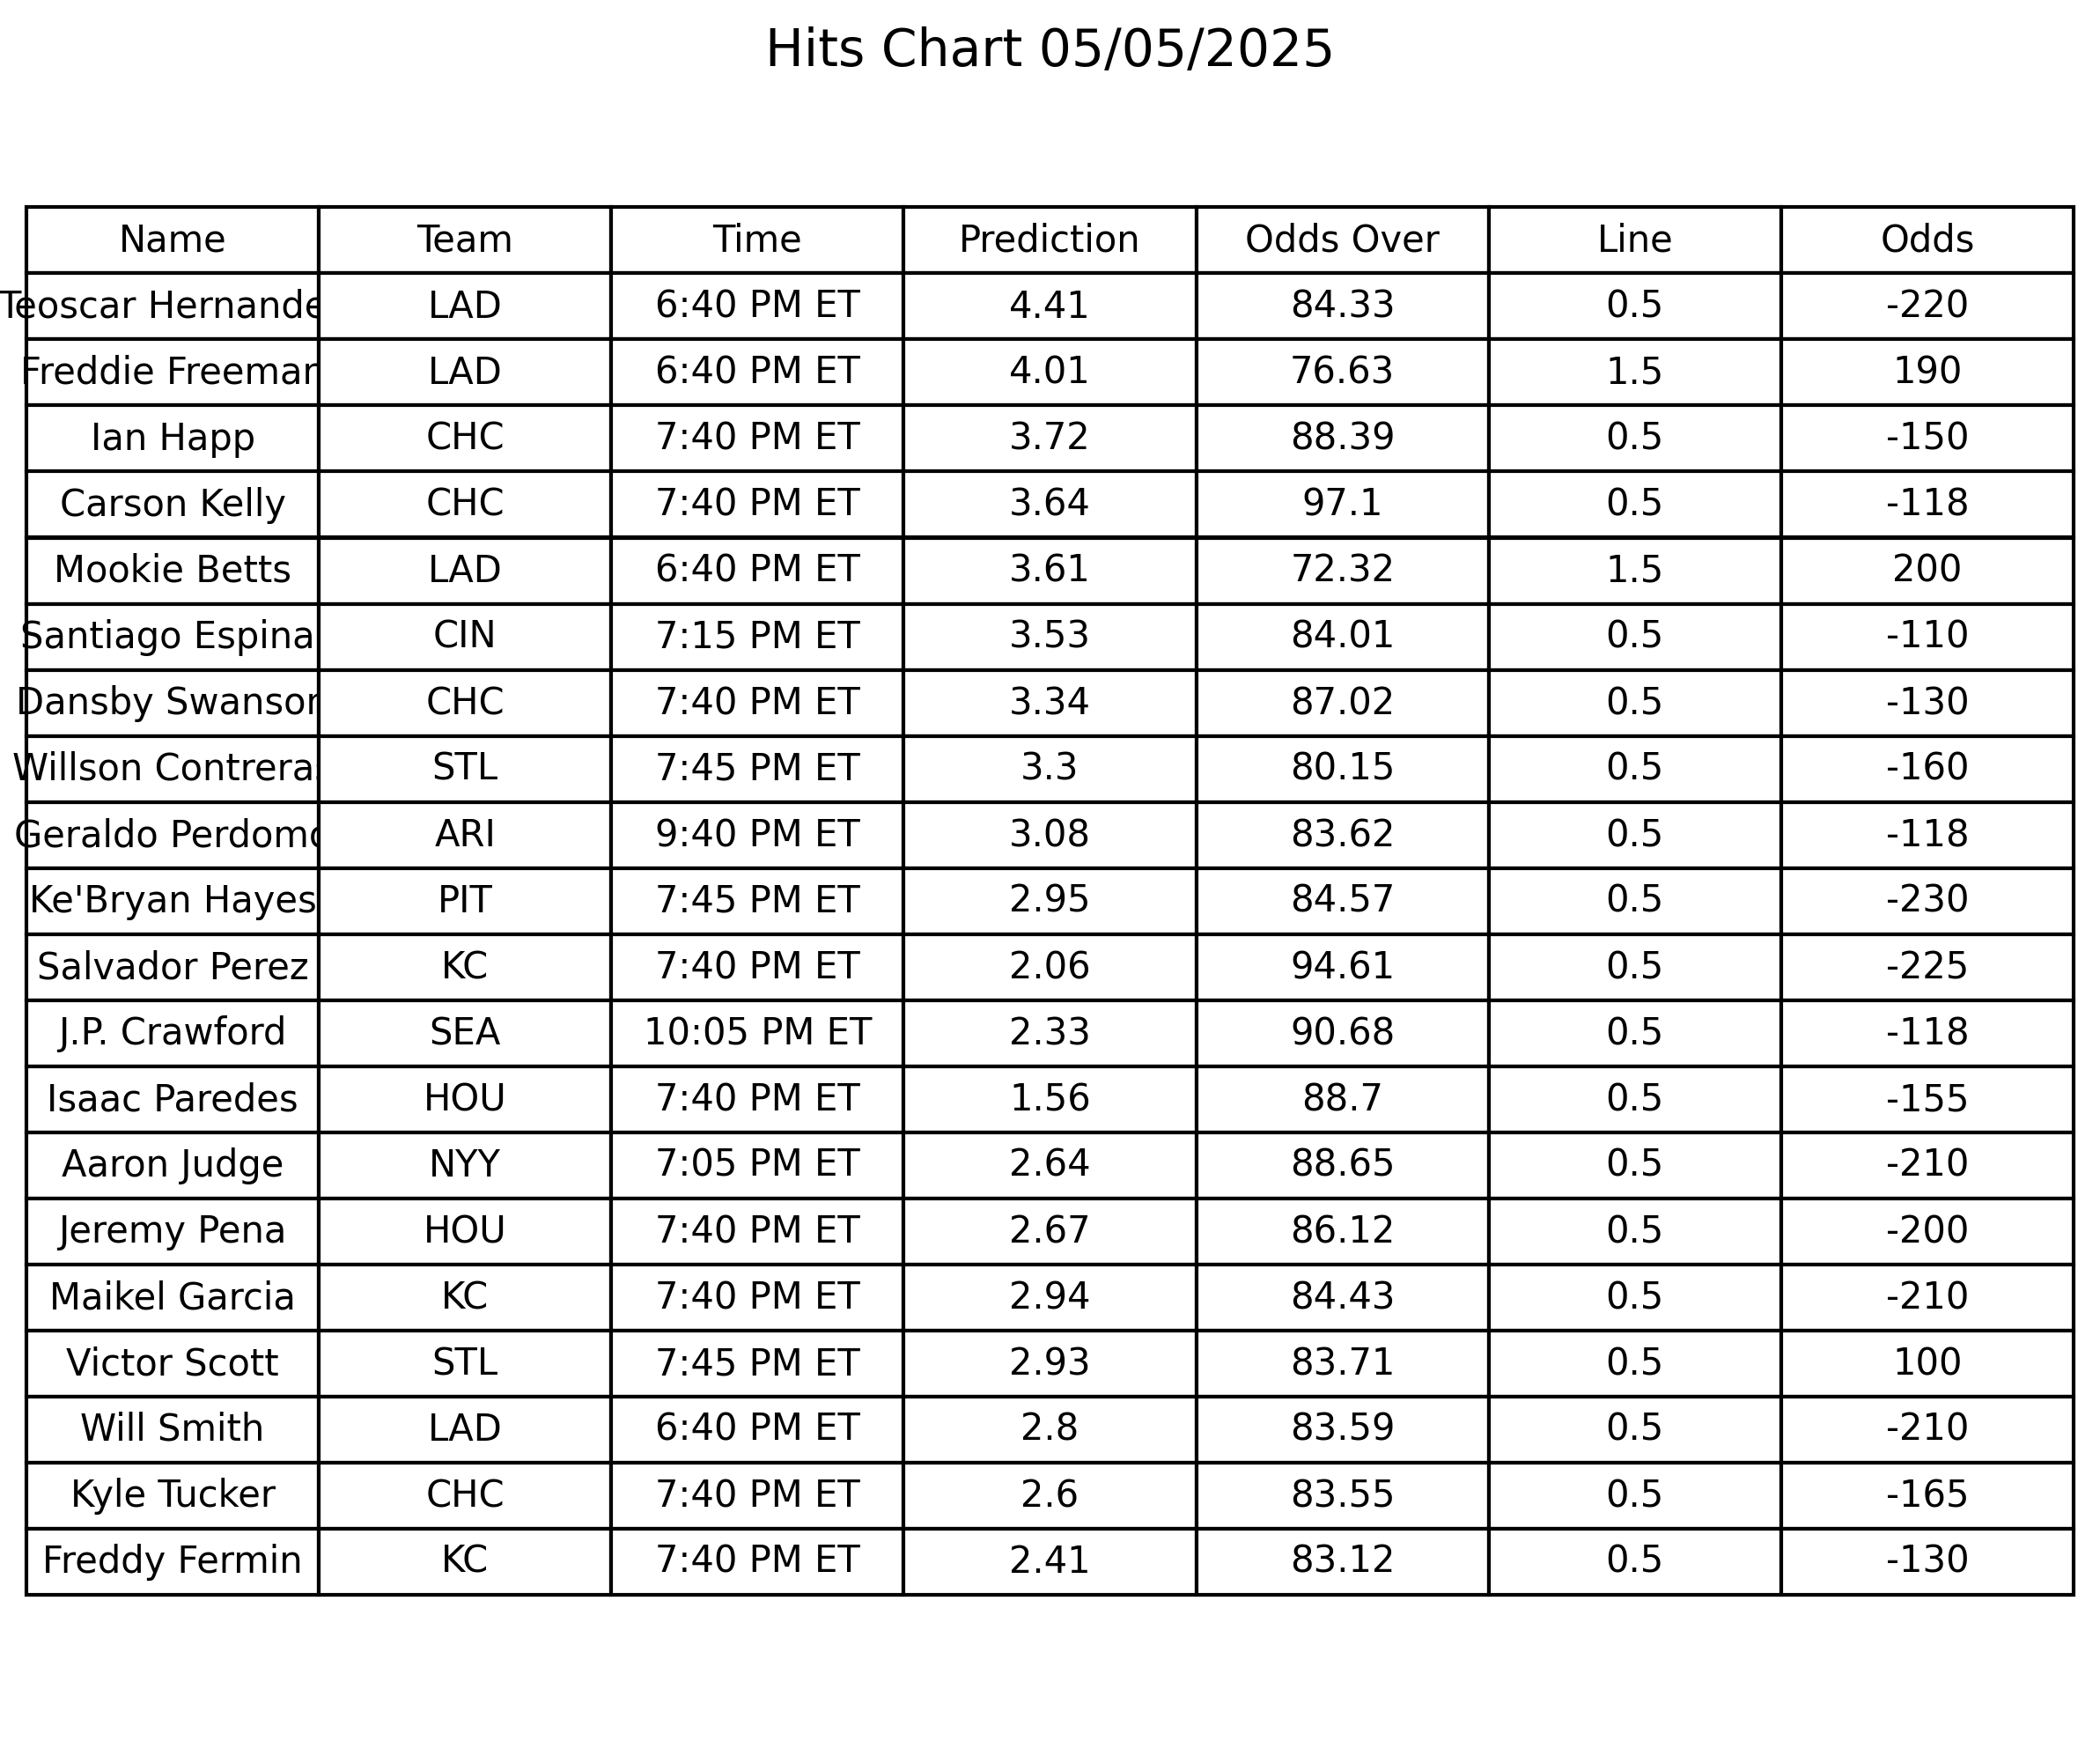 Hits Chart 05/05/2025
Name Team Time Prediction Odds Over Line Odds
Teoscar Hernande LAD 6:40 PM ET 4.41 84.33 0.5 -220
Freddie Freeman LAD 6:40 PM ET 4.01 76.63 1.5 190
Ian Happ CHC 7:40 PM ET 3.72 88.39 0.5 -150
Carson Kelly CHC 7:40 PM ET 3.64 97.1 0.5 -118
Mookie Betts LAD 6:40 PM ET 3.61 72.32 1.5 200
Santiago Espina CIN 7:15 PM ET 3.53 84.01 0.5 -110
Dansby Swanson CHC 7:40 PM ET 3.34 87.02 0.5 -130
Willson Contreras STL 7:45 PM ET 3.3 80.15 0.5 -160
Geraldo Perdomo ARI 9:40 PM ET 3.08 83.62 0.5 -118
Ke'Bryan Hayes PIT 7:45 PM ET 2.95 84.57 0.5 -230
Salvador Perez KC 7:40 PM ET 2.06 94.61 0.5 -225
J.P. Crawford SEA 10:05 PM ET 2.33 90.68 0.5 -118
Isaac Paredes HOU 7:40 PM ET 1.56 88.7 0.5 -155
Aaron Judge NYY 7:05 PM ET 2.64 88.65 0.5 -210
Jeremy Pena HOU 7:40 PM ET 2.67 86.12 0.5 -200
Maikel Garcia KC 7:40 PM ET 2.94 84.43 0.5 -210
Victor Scott STL 7:45 PM ET 2.93 83.71 0.5 100
Will Smith LAD 6:40 PM ET 2.8 83.59 0.5 -210
Kyle Tucker CHC 7:40 PM ET 2.6 83.55 0.5 -165
Freddy Fermin KC 7:40 PM ET 2.41 83.12 0.5 -130